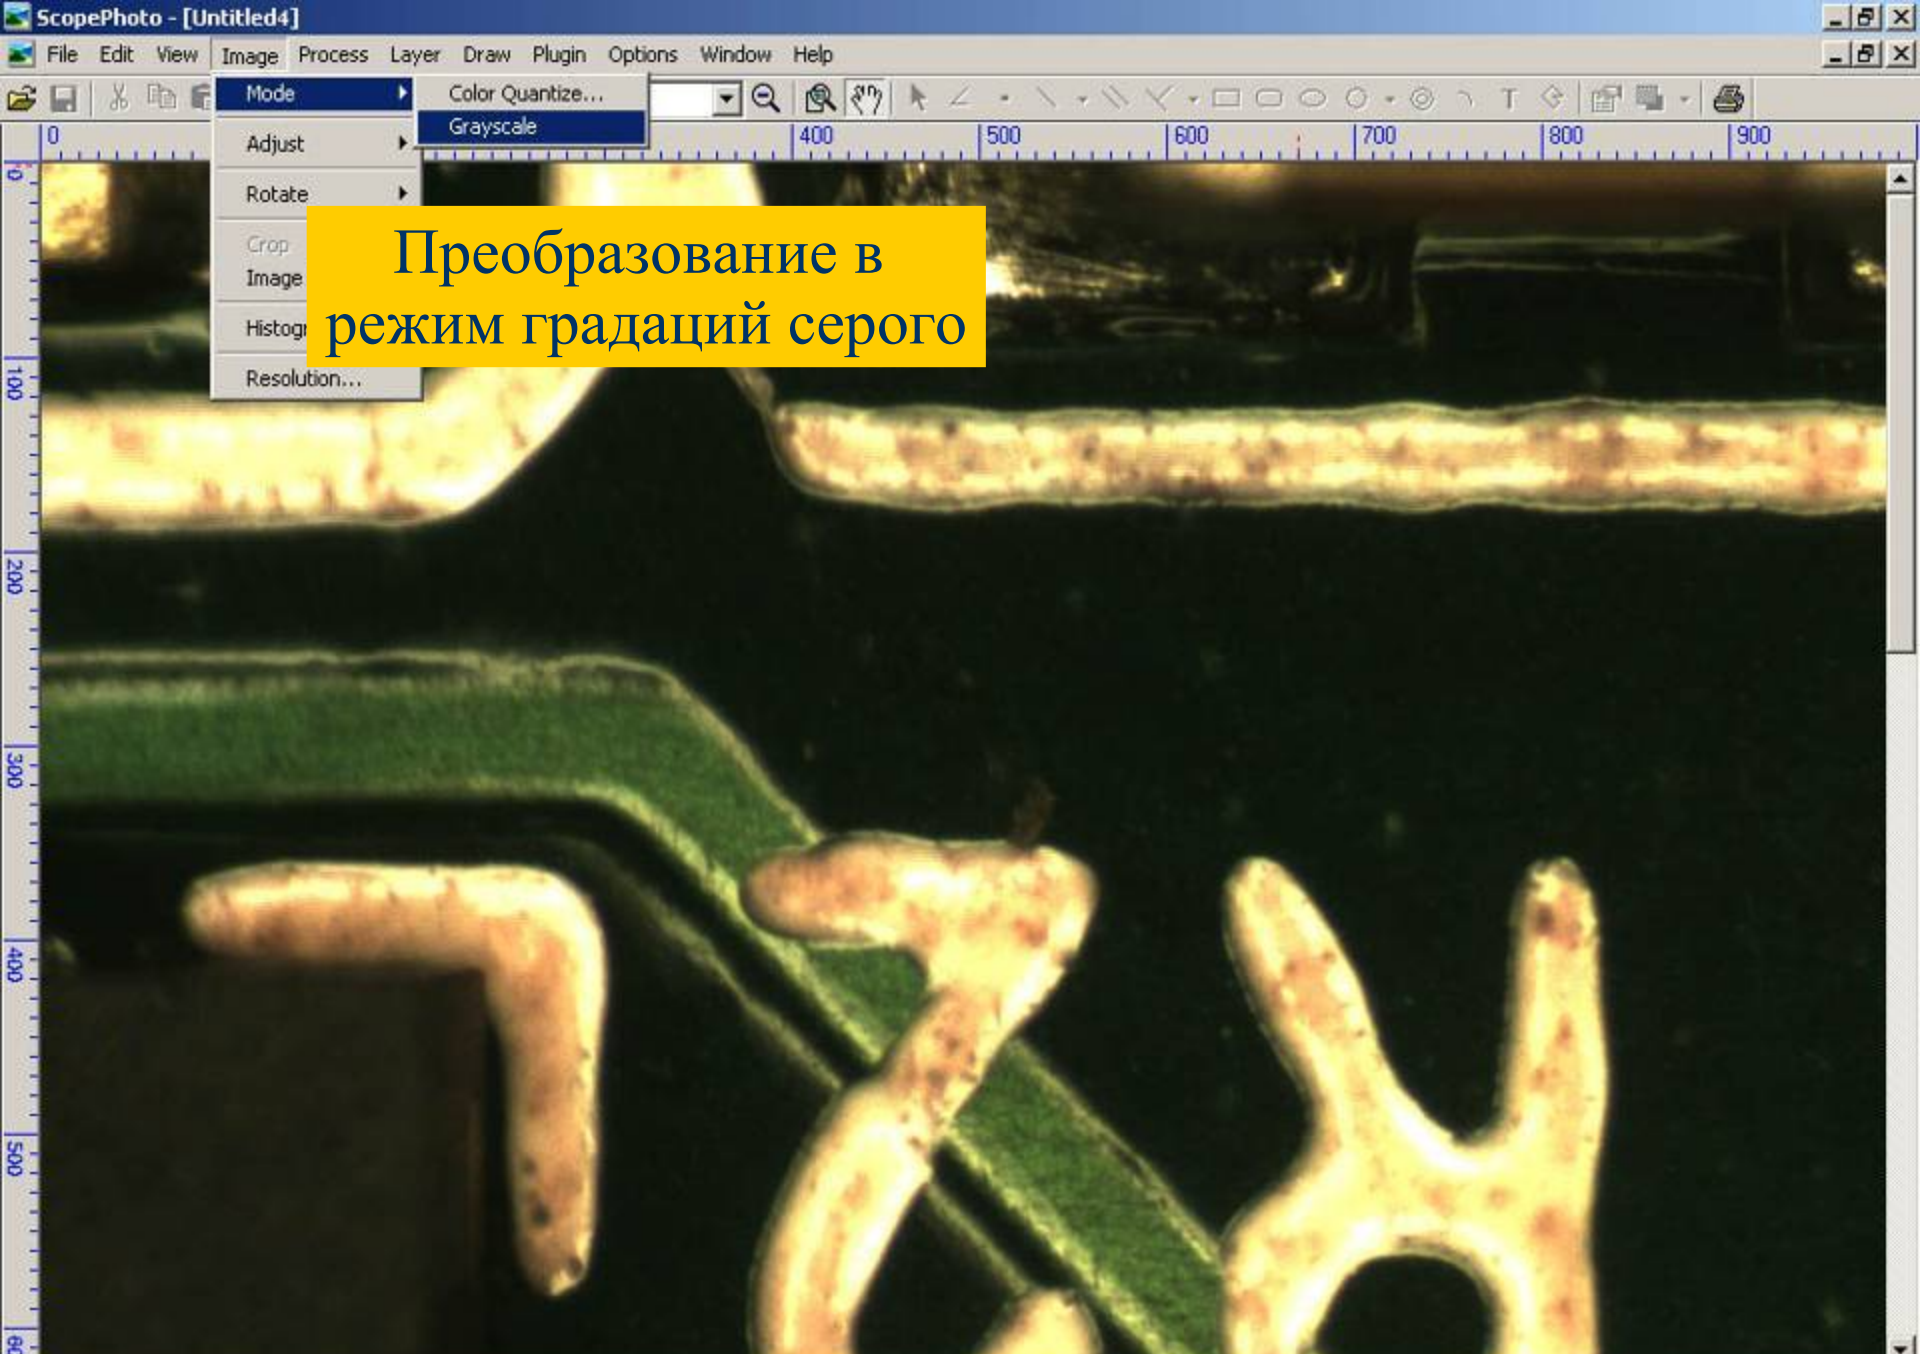 ScopePhoto - [Untitled4]
File Edit View Image Process Layer Draw Plugin Options Window Help
Mode
Color Quantize...
Grayscale
Adjust
Rotate
Crop
Image
Resolution...
Преобразование в
режим градаций серого
0 400 500 600 700 800 900
0
100
200
300
400
500